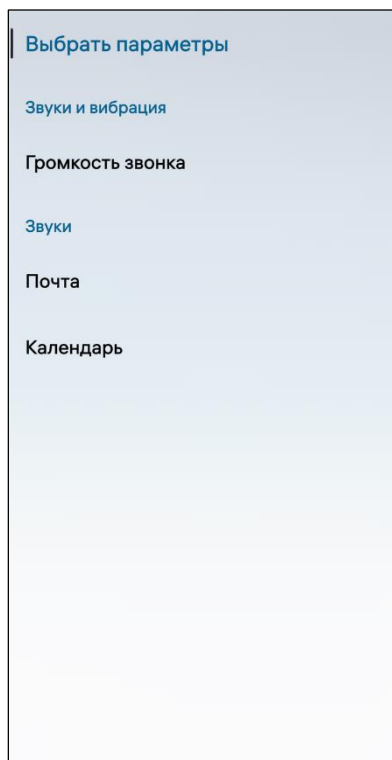 Выбрать параметры
Звуки и вибрация
Громкость звонка
Звуки
Почта
Календарь